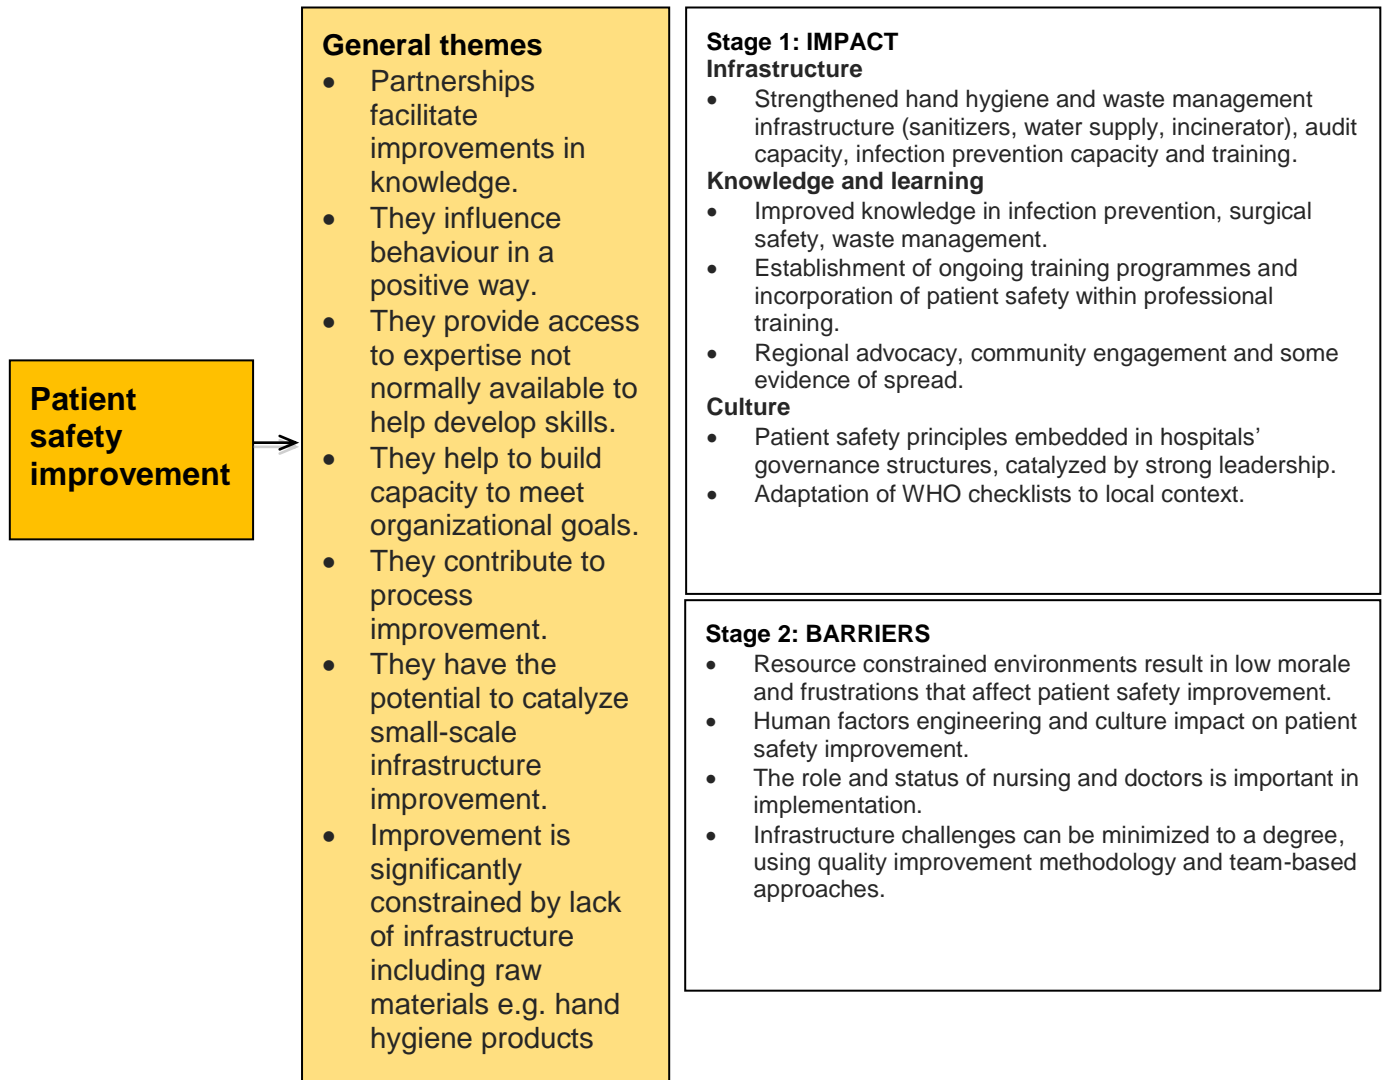 Patient
safety
improvement
General themes
• Partnerships
facilitate
improvements in
knowledge.
• They influence
behaviour in a
positive way.
• They provide access
to expertise not
normally available to
help develop skills.
• They help to build
capacity to meet
organizational goals.
• They contribute to
process
improvement.
• They have the
potential to catalyze
small-scale
infrastructure
improvement.
• Improvement is
significantly
constrained by lack
of infrastructure
including raw
materials e.g. hand
hygiene products
Stage 1: IMPACT
Infrastructure
• Strengthened hand hygiene and waste management
infrastructure (sanitizers, water supply, incinerator), audit
capacity, infection prevention capacity and training.
Knowledge and learning
• Improved knowledge in infection prevention, surgical
safety, waste management.
• Establishment of ongoing training programmes and
incorporation of patient safety within professional
training.
• Regional advocacy, community engagement and some
evidence of spread.
Culture
• Patient safety principles embedded in hospitals’
governance structures, catalyzed by strong leadership.
• Adaptation of WHO checklists to local context.
Stage 2: BARRIERS
• Resource constrained environments result in low morale
and frustrations that affect patient safety improvement.
• Human factors engineering and culture impact on patient
safety improvement.
• The role and status of nursing and doctors is important in
implementation.
• Infrastructure challenges can be minimized to a degree,
using quality improvement methodology and team-based
approaches.